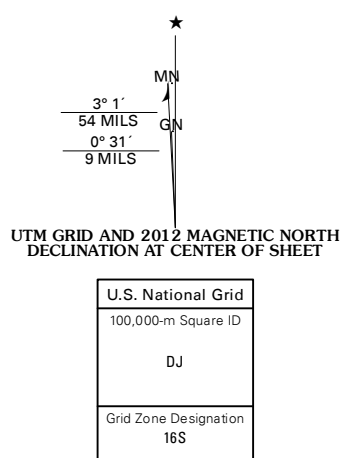 ★
MN
3° 1´
54 MILS
GN
0° 31´
9 MILS
UTM GRID AND 2012 MAGNETIC NORTH
DECLINATION AT CENTER OF SHEET
U.S. National Grid
100,000-m Square ID
DJ
Grid Zone Designation
16S